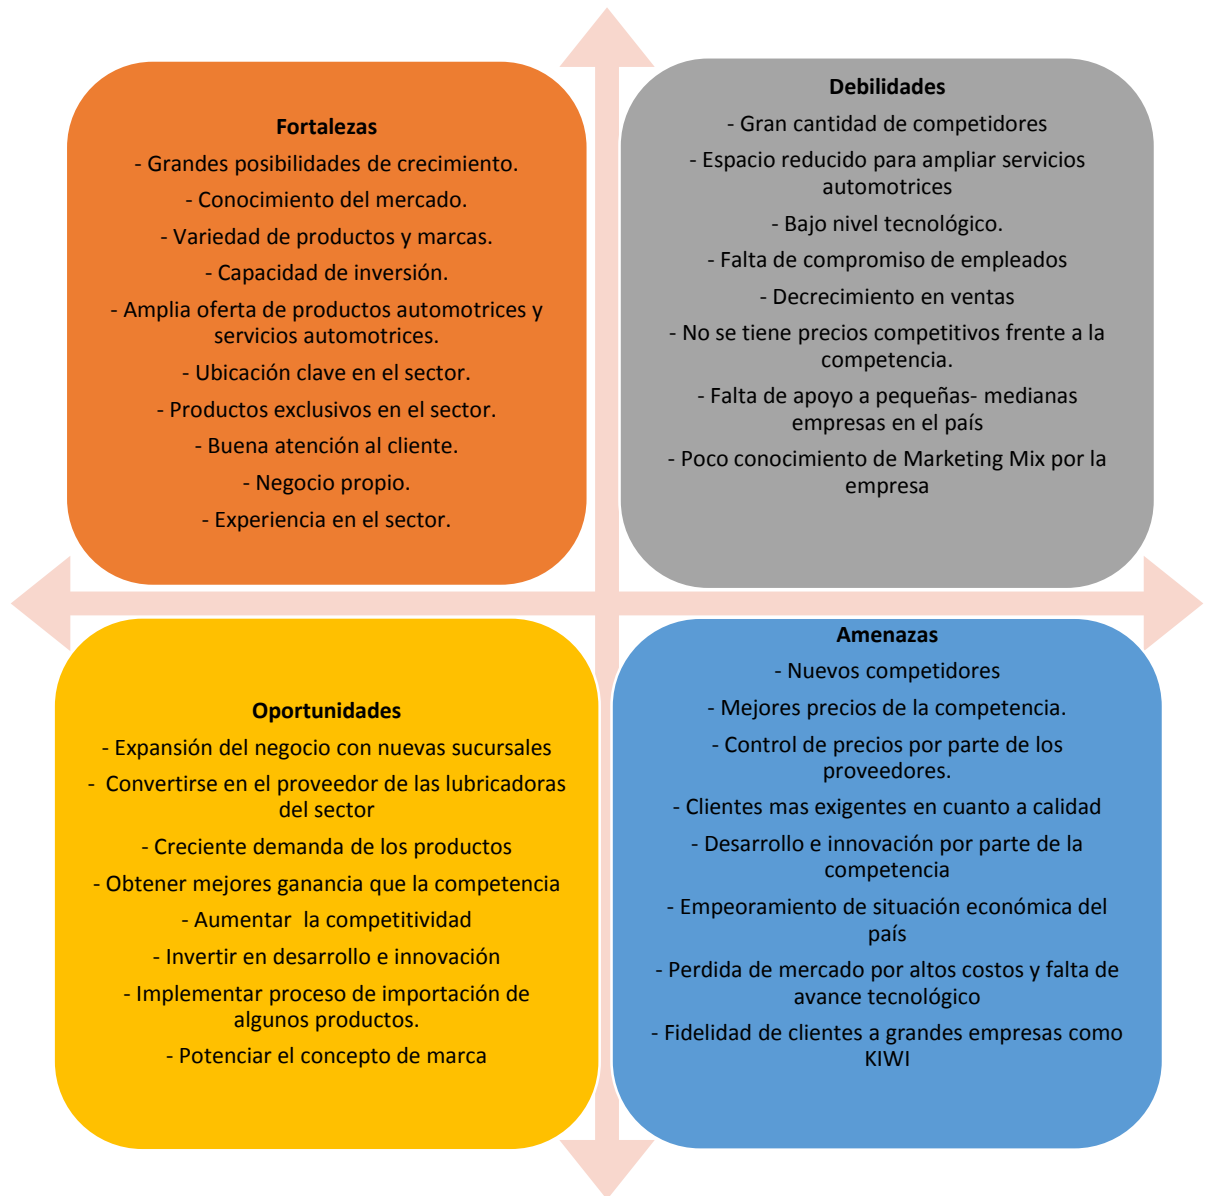 Fortalezas
- Grandes posibilidades de crecimiento.
- Conocimiento del mercado.
- Variedad de productos y marcas.
- Capacidad de inversión.
- Amplia oferta de productos automotrices y
servicios automotrices.
- Ubicación clave en el sector.
- Productos exclusivos en el sector.
- Buena atención al cliente.
- Negocio propio.
- Experiencia en el sector.
Debilidades
- Gran cantidad de competidores
- Espacio reducido para ampliar servicios
automotrices
- Bajo nivel tecnológico.
- Falta de compromiso de empleados
- Decrecimiento en ventas
- No se tiene precios competitivos frente a la
competencia.
- Falta de apoyo a pequeñas- medianas
empresas en el país
- Poco conocimiento de Marketing Mix por la
empresa
Oportunidades
- Expansión del negocio con nuevas sucursales
- Convertirse en el proveedor de las lubricadoras
del sector
- Creciente demanda de los productos
- Obtener mejores ganancia que la competencia
- Aumentar la competitividad
- Invertir en desarrollo e innovación
- Implementar proceso de importación de
algunos productos.
- Potenciar el concepto de marca
Amenazas
- Nuevos competidores
- Mejores precios de la competencia.
- Control de precios por parte de los
proveedores.
- Clientes mas exigentes en cuanto a calidad
- Desarrollo e innovación por parte de la
competencia
- Empeoramiento de situación económica del
país
- Perdida de mercado por altos costos y falta de
avance tecnológico
- Fidelidad de clientes a grandes empresas como
KIWI